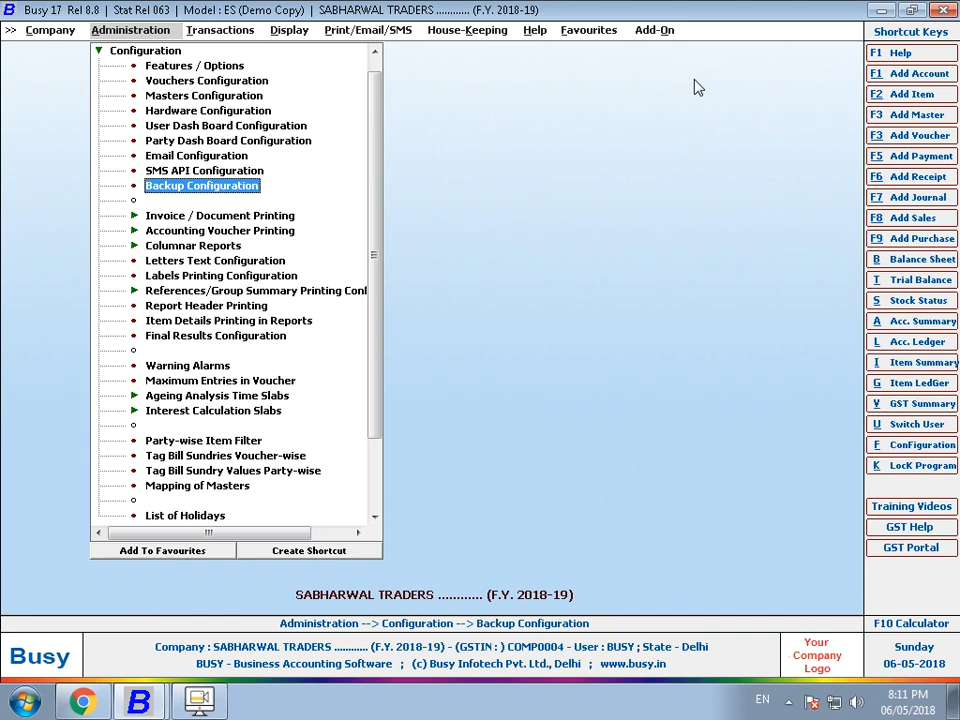 Busy 17 Rel 8.8 | Stat Rel 063 | Model : ES (Demo Copy) | SABHARWAL TRADERS ............ (F.Y. 2018-19)
>> Company Administration Transactions Display Print/Email/SMS House-Keeping Help Favourites Add-On
Shortcut Keys
Configuration
Features / Options
Vouchers Configuration
Masters Configuration
Hardware Configuration
User Dash Board Configuration
Party Dash Board Configuration
Email Configuration
SMS API Configuration
Backup Configuration
Invoice / Document Printing
Accounting Voucher Printing
Columnar Reports
Letters Text Configuration
Labels Printing Configuration
References/Group Summary Printing Conf
Report Header Printing
Item Details Printing in Reports
Final Results Configuration
Warning Alarms
Maximum Entries in Voucher
Ageing Analysis Time Slabs
Interest Calculation Slabs
Party-wise Item Filter
Tag Bill Sundries Voucher-wise
Tag Bill Sundry Values Party-wise
Mapping of Masters
List of Holidays
Add To Favourites Create Shortcut
F1 Help
F1 Add Account
F2 Add Item
F3 Add Master
F3 Add Voucher
F5 Add Payment
F6 Add Receipt
F7 Add Journal
F8 Add Sales
F9 Add Purchase
B Balance Sheet
T Trial Balance
S Stock Status
A Acc. Summary
L Acc. Ledger
I Item Summary
G Item LedGer
V GST Summary
U Switch User
F ConFiguration
K LocK Program
Training Videos
GST Help
GST Portal
SABHARWAL TRADERS ............ (F.Y. 2018-19)
Administration --> Configuration --> Backup Configuration
F10 Calculator
Busy
Company : SABHARWAL TRADERS ............ (F.Y. 2018-19) - (GSTIN : ) COMP0004 - User : BUSY ; State - Delhi
BUSY - Business Accounting Software ; (c) Busy Infotech Pvt. Ltd., Delhi ; www.busy.in
Your
Company
Logo
Sunday
06-05-2018
EN
8:11 PM
06/05/2018